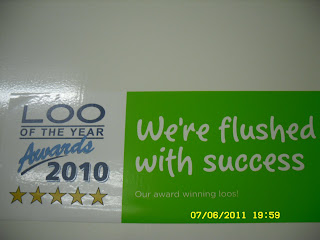 LOO
OF THE YEAR
Awards
2010
We're flushed
with success
Our award winning loos!
07/06/2011 19:59